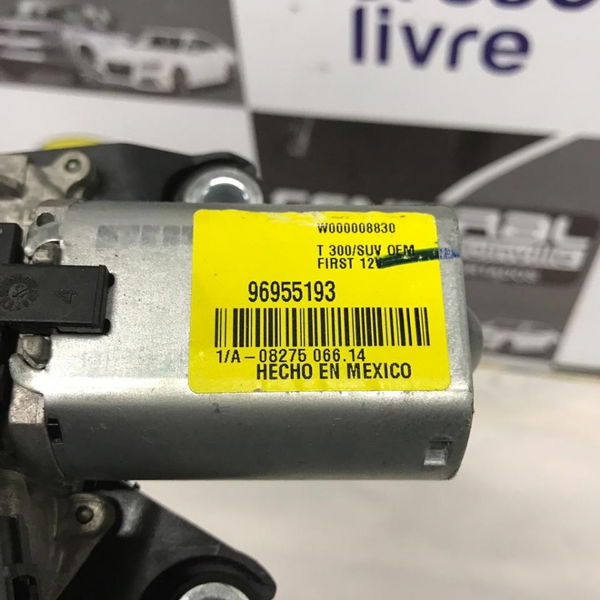 livre
W000008830
T 300/SUV OEM
FIRST 12V
96955193
1/A-08275 066.14
HECHO EN MEXICO